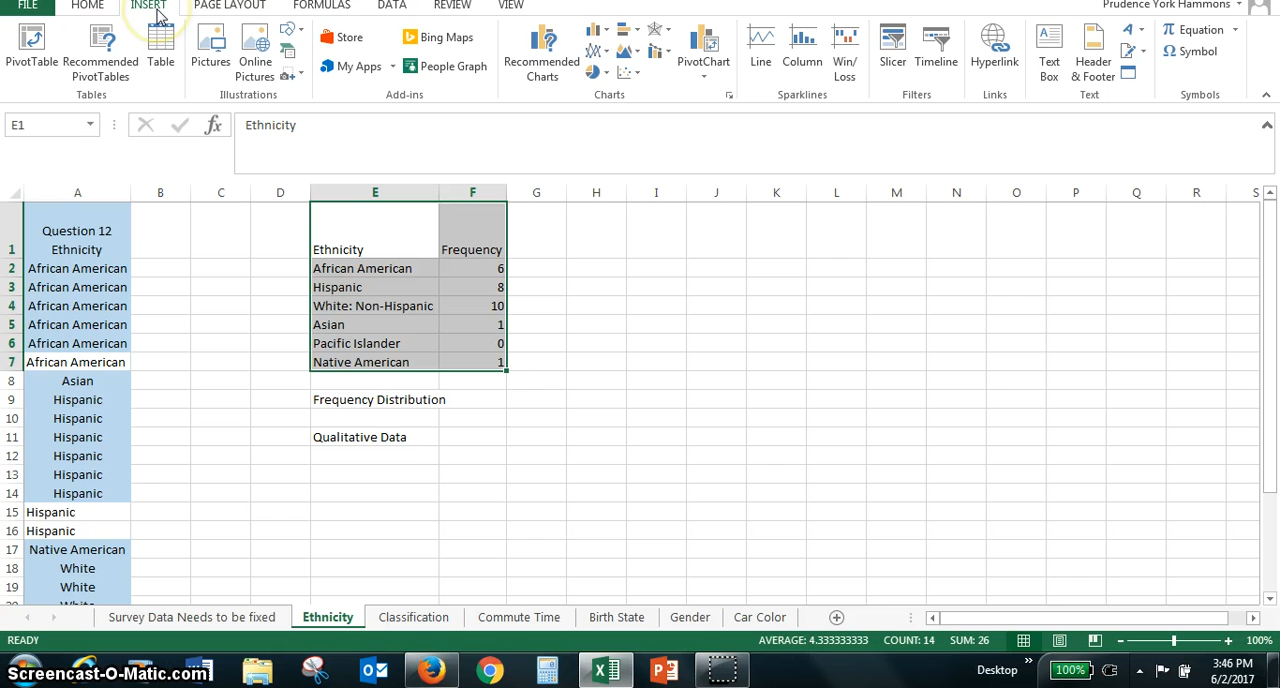 FILE HOME INSERT PAGE LAYOUT FORMULAS DATA REVIEW VIEW Prudence York Hammons
Store Bing Maps π Equation
PivotTable Recommended PivotTables Table Pictures Online Pictures My Apps People Graph Recommended Charts PivotChart Line Column Win/ Loss Slicer Timeline Hyperlink Text Box Header & Footer Ω Symbol
Tables Illustrations Add-ins Charts Sparklines Filters Links Text Symbols
E1 fx Ethnicity
A B C D E F G H I J K L M N O P Q R S
Question 12
1 Ethnicity Ethnicity Frequency
2 African American African American 6
3 African American Hispanic 8
4 African American White: Non-Hispanic 10
5 African American Asian 1
6 African American Pacific Islander 0
7 African American Native American 1
8 Asian
9 Hispanic Frequency Distribution
10 Hispanic
11 Hispanic Qualitative Data
12 Hispanic
13 Hispanic
14 Hispanic
15 Hispanic
16 Hispanic
17 Native American
18 White
19 White
20 White
Survey Data Needs to be fixed Ethnicity Classification Commute Time Birth State Gender Car Color
READY AVERAGE: 4.333333333 COUNT: 14 SUM: 26 100%
Screencast-O-Matic.com Desktop 100% 3:46 PM
6/2/2017